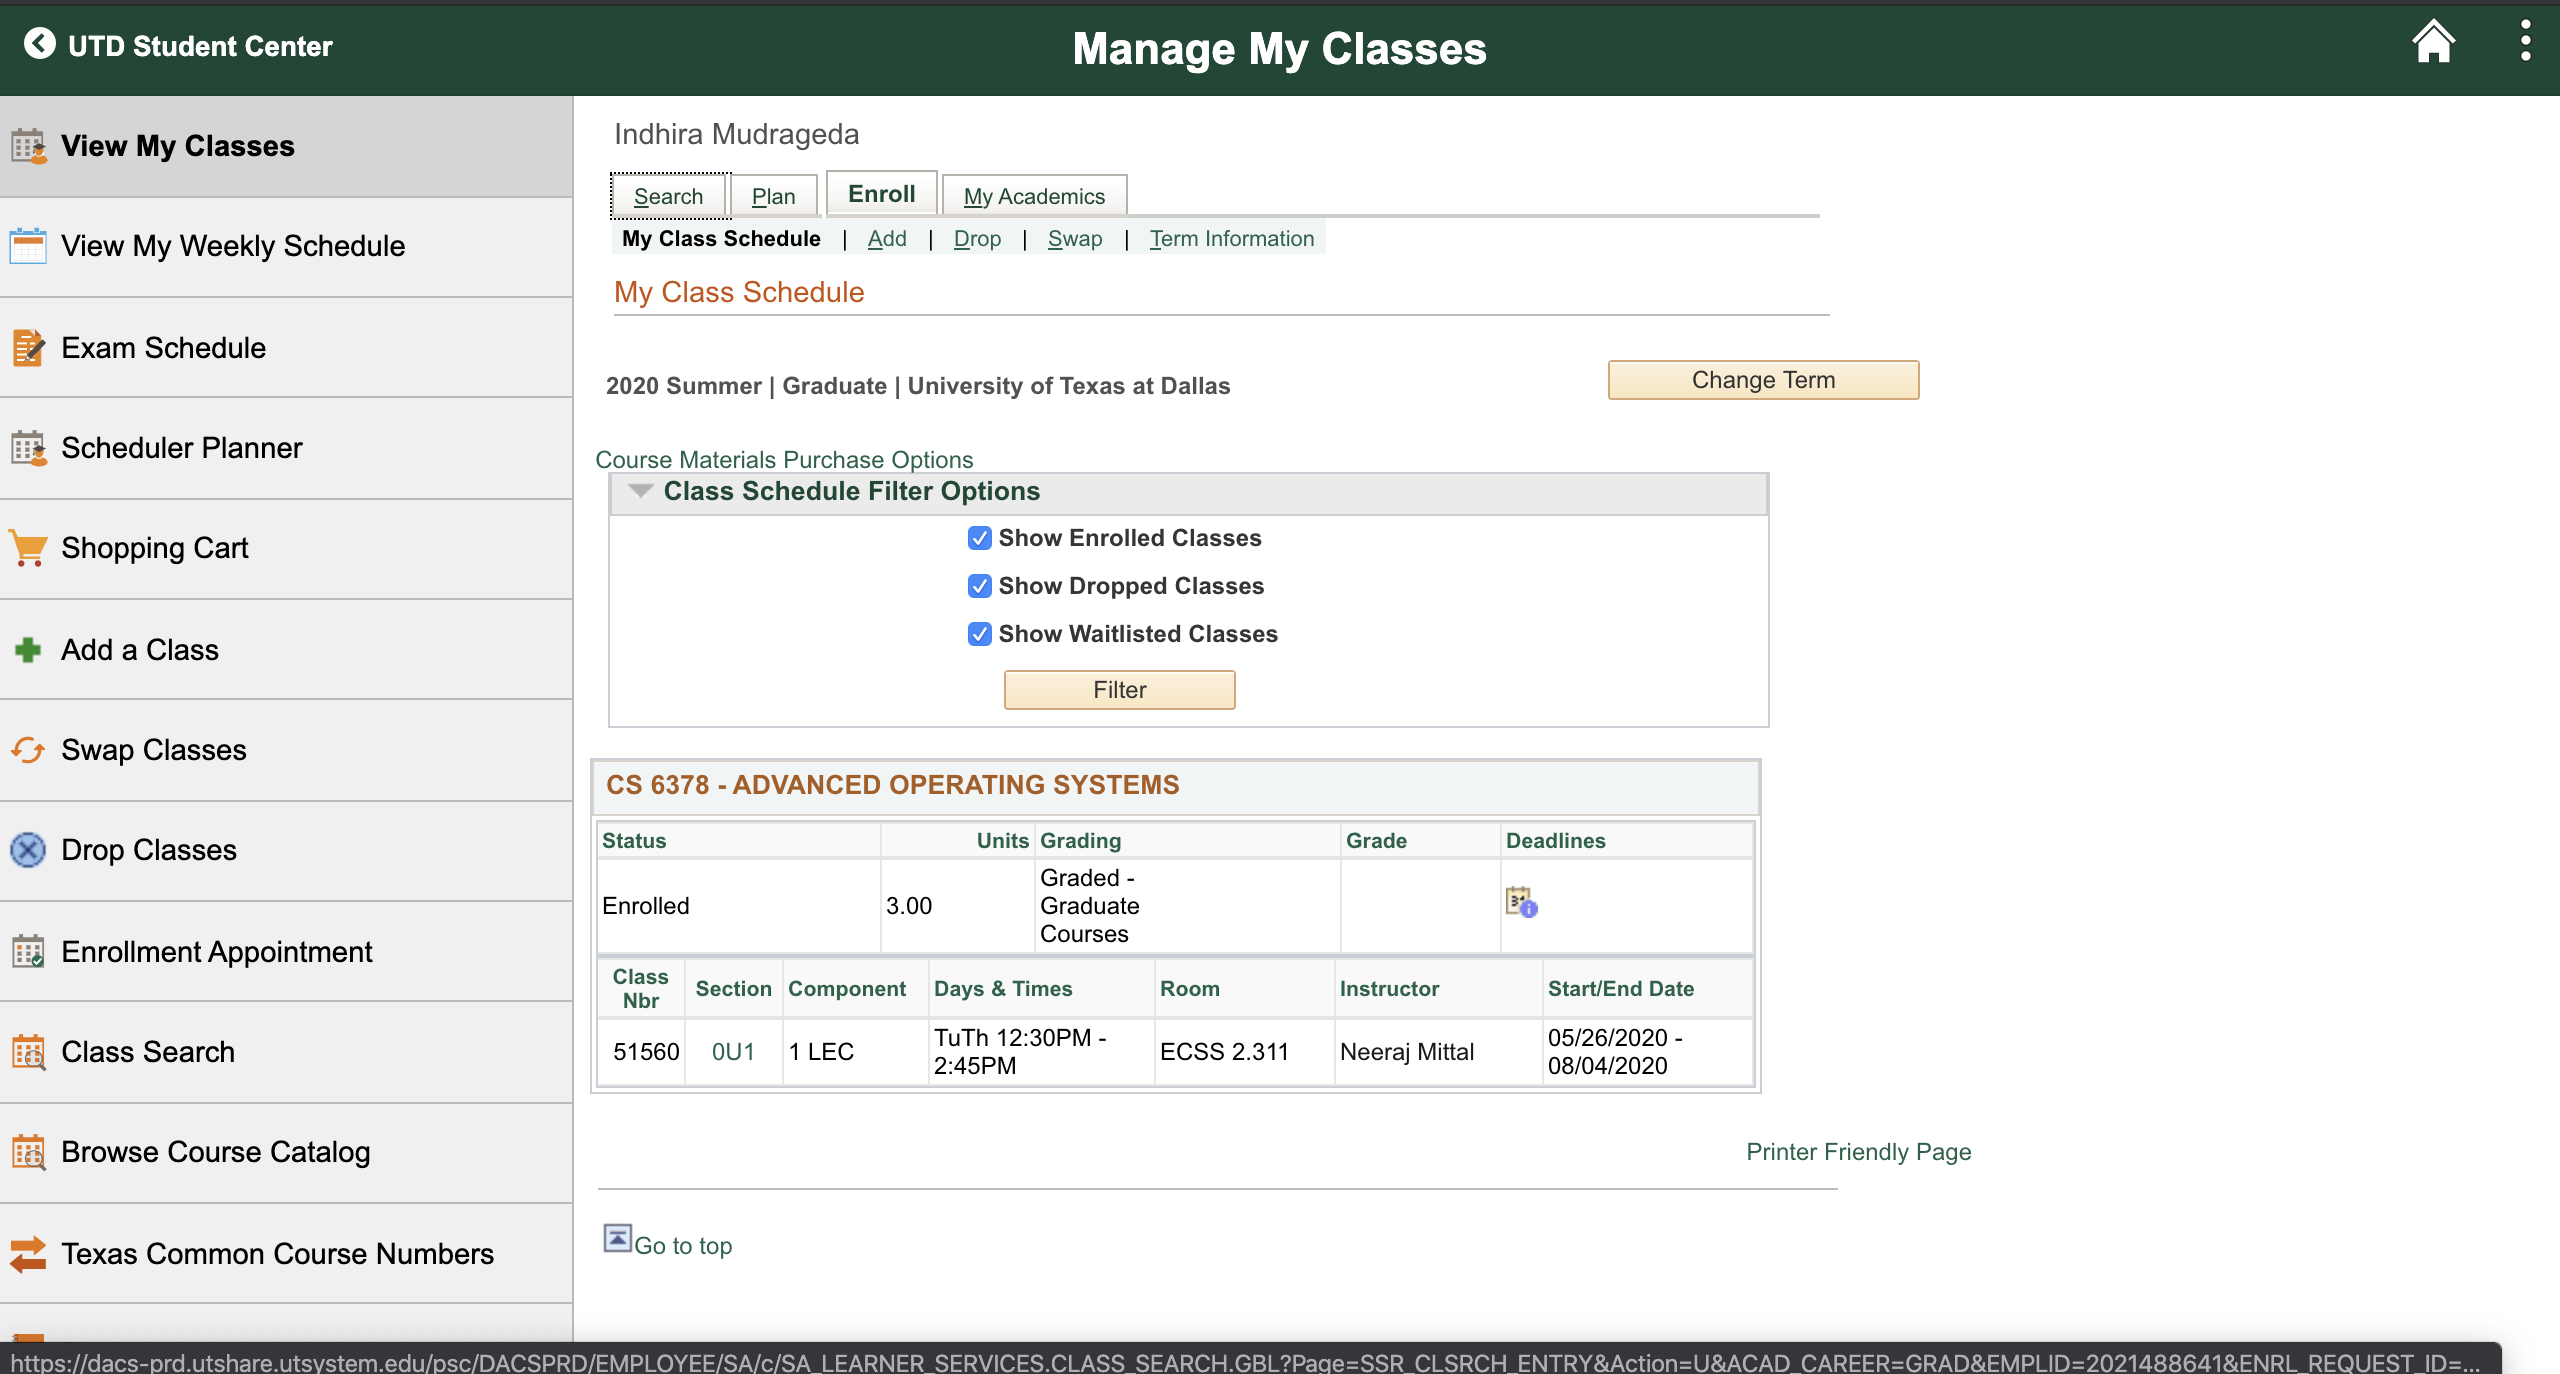 UTD Student Center
Manage My Classes
View My Classes
View My Weekly Schedule
Exam Schedule
Scheduler Planner
Shopping Cart
Add a Class
Swap Classes
Drop Classes
Enrollment Appointment
Class Search
Browse Course Catalog
Texas Common Course Numbers
Indhira Mudrageda
Search Plan Enroll My Academics
My Class Schedule | Add | Drop | Swap | Term Information
My Class Schedule
2020 Summer | Graduate | University of Texas at Dallas
Change Term
Course Materials Purchase Options
Class Schedule Filter Options
Show Enrolled Classes
Show Dropped Classes
Show Waitlisted Classes
Filter
CS 6378 - ADVANCED OPERATING SYSTEMS
Status Units Grading Grade Deadlines
Enrolled 3.00 Graded -
Graduate
Courses
Class
Nbr Section Component Days & Times Room Instructor Start/End Date
51560 0U1 1 LEC TuTh 12:30PM -
2:45PM ECSS 2.311 Neeraj Mittal 05/26/2020 -
08/04/2020
Printer Friendly Page
Go to top
https://dacs-prd.utshare.utsystem.edu/psc/DACSPRD/EMPLOYEE/SA/c/SA_LEARNER_SERVICES.CLASS_SEARCH.GBL?Page=SSR_CLSRCH_ENTRY&Action=U&ACAD_CAREER=GRAD&EMPLID=2021488641&ENRL_REQUEST_ID=...